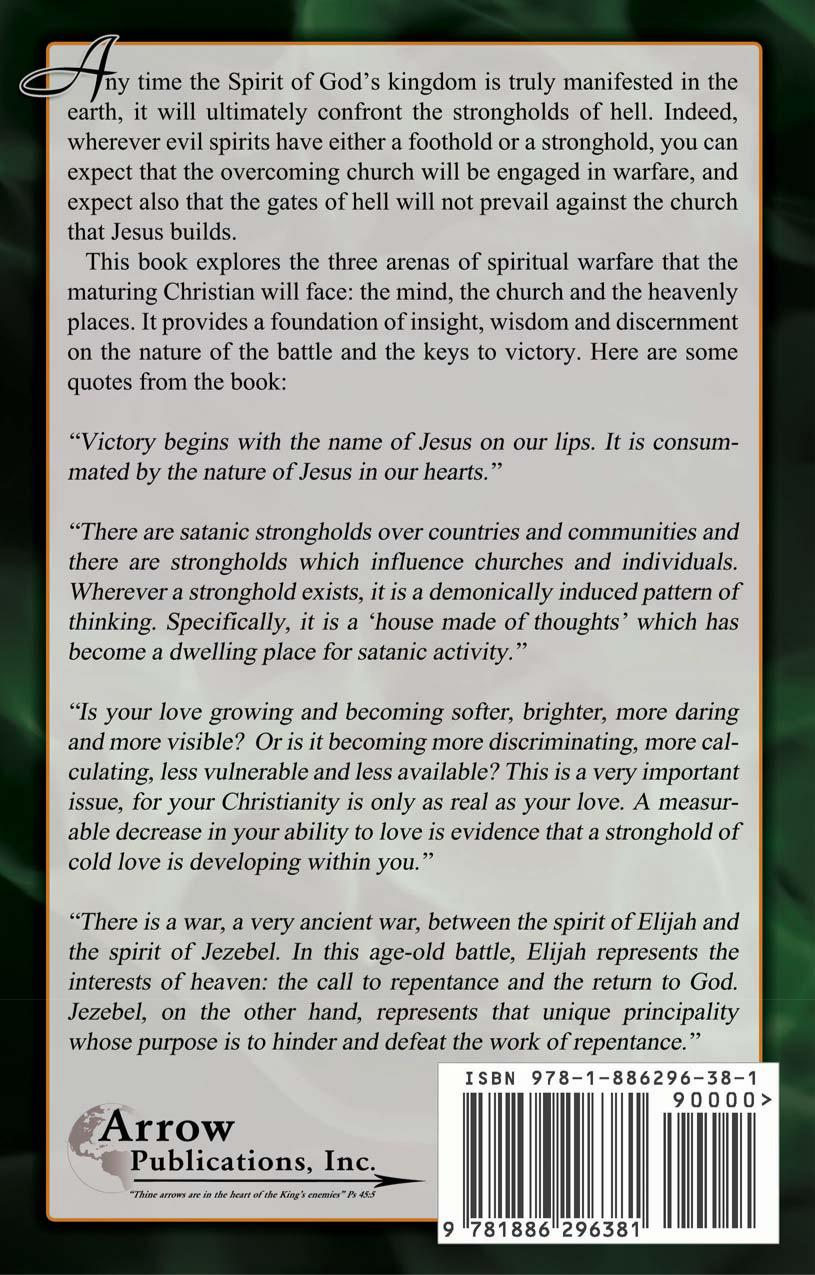 Any time the Spirit of God’s kingdom is truly manifested in the
earth, it will ultimately confront the strongholds of hell. Indeed,
wherever evil spirits have either a foothold or a stronghold, you can
expect that the overcoming church will be engaged in warfare, and
expect also that the gates of hell will not prevail against the church
that Jesus builds.
This book explores the three arenas of spiritual warfare that the
maturing Christian will face: the mind, the church and the heavenly
places. It provides a foundation of insight, wisdom and discernment
on the nature of the battle and the keys to victory. Here are some
quotes from the book:
“Victory begins with the name of Jesus on our lips. It is consum-
mated by the nature of Jesus in our hearts.”
“There are satanic strongholds over countries and communities and
there are strongholds which influence churches and individuals.
Wherever a stronghold exists, it is a demonically induced pattern of
thinking. Specifically, it is a ‘house made of thoughts’ which has
become a dwelling place for satanic activity.”
“Is your love growing and becoming softer, brighter, more daring
and more visible? Or is it becoming more discriminating, more cal-
culating, less vulnerable and less available? This is a very important
issue, for your Christianity is only as real as your love. A measur-
able decrease in your ability to love is evidence that a stronghold of
cold love is developing within you.”
“There is a war, a very ancient war, between the spirit of Elijah and
the spirit of Jezebel. In this age-old battle, Elijah represents the
interests of heaven: the call to repentance and the return to God.
Jezebel, on the other hand, represents that unique principality
whose purpose is to hinder and defeat the work of repentance.”
ISBN 978-1-886296-38-1
90000>
9 781886 296381
Arrow
Publications, Inc.
“Thine arrows are in the heart of the King’s enemies” Ps 45:5